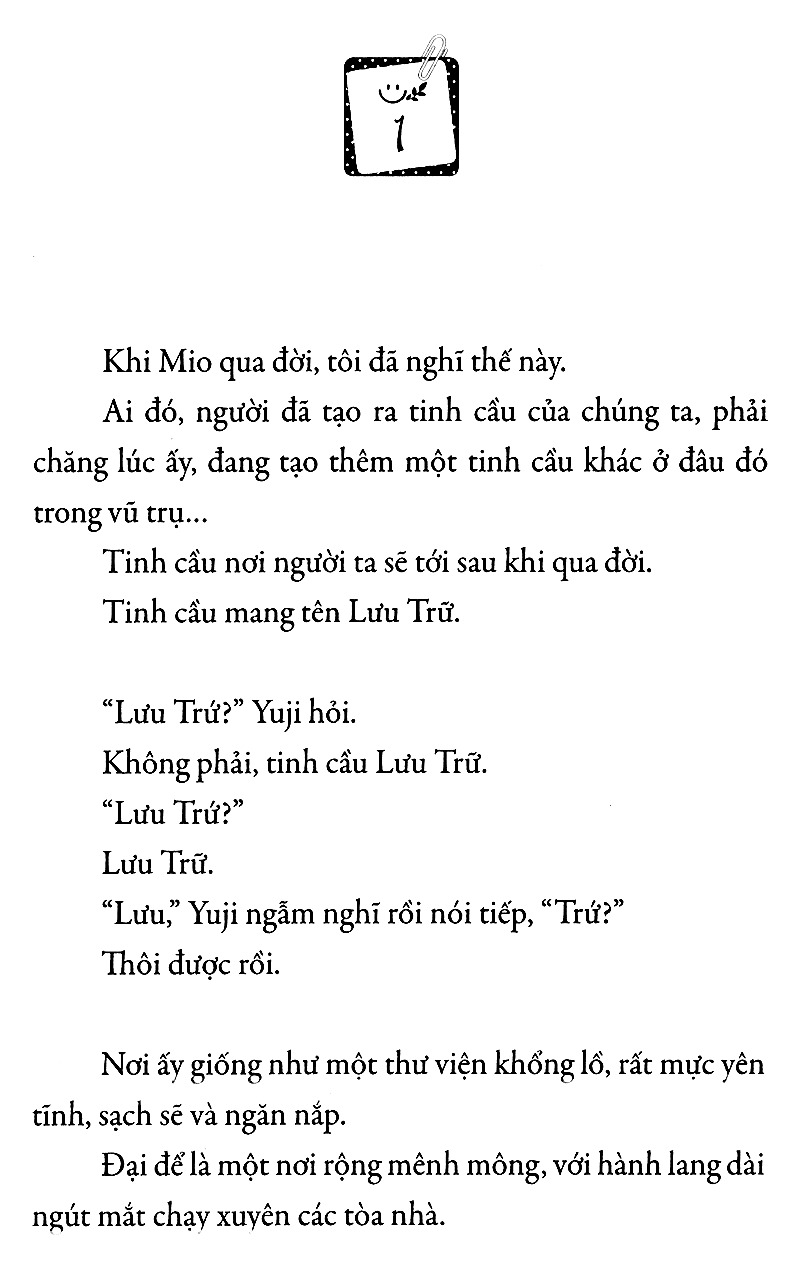 1
Khi Mio qua đời, tôi đã nghĩ thế này.
Ai đó, người đã tạo ra tinh cầu của chúng ta, phải
chăng lúc ấy, đang tạo thêm một tinh cầu khác ở đâu đó
trong vũ trụ...
Tinh cầu nơi người ta sẽ tới sau khi qua đời.
Tinh cầu mang tên Lưu Trữ.
“Lưu Trứ?” Yuji hỏi.
Không phải, tinh cầu Lưu Trữ.
“Lưu Trứ?”
Lưu Trữ.
“Lưu,” Yuji ngẫm nghĩ rồi nói tiếp, “Trứ?”
Thôi được rồi.
Nơi ấy giống như một thư viện khổng lồ, rất mực yên
tĩnh, sạch sẽ và ngăn nắp.
Đại để là một nơi rộng mênh mông, với hành lang dài
ngút mắt chạy xuyên các tòa nhà.